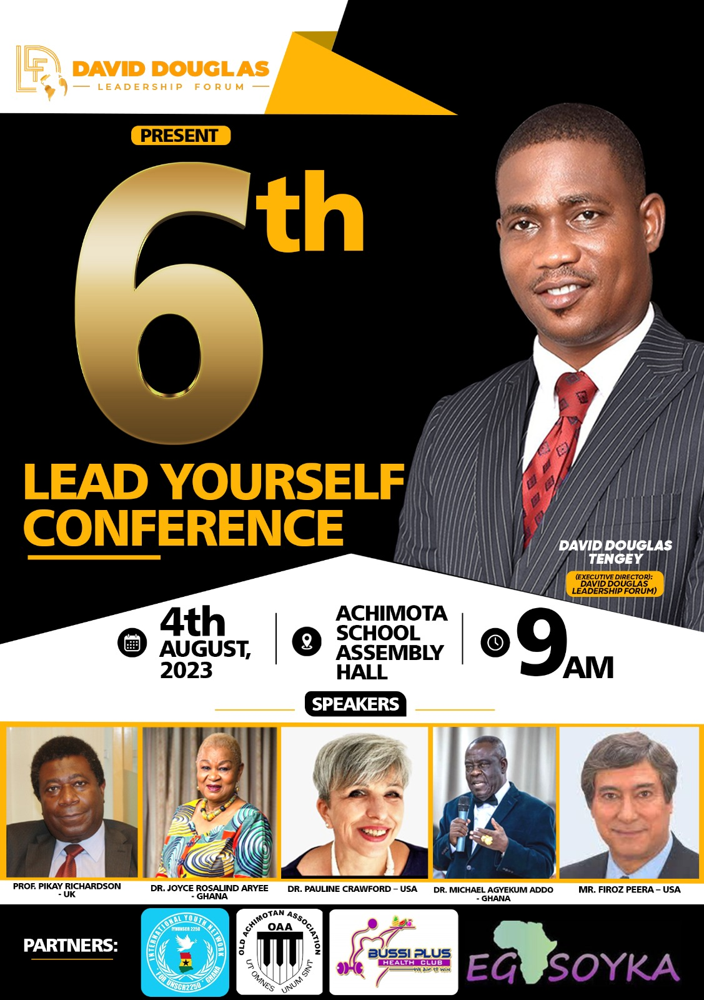 DAVID DOUGLAS
LEADERSHIP FORUM
PRESENT
6th
LEAD YOURSELF
CONFERENCE
DAVID DOUGLAS
TENGEY
(EXECUTIVE DIRECTOR):
DAVID DOUGLAS
LEADERSHIP FORUM)
4th
AUGUST,
2023
ACHIMOTA
SCHOOL
ASSEMBLY
HALL
9AM
SPEAKERS
PROF. PIKAY RICHARDSON
- UK
DR. JOYCE ROSALIND ARYEE
- GHANA
DR. PAULINE CRAWFORD – USA
DR. MICHAEL AGYEKUM ADDO
- GHANA
MR. FIROZ PEERA – USA
PARTNERS:
INTERNATIONAL YOUTH NETWORK
IYNUNSCR 2250
FOR UNSCR2250 * GHANA
OLD ACHIMOTAN ASSOCIATION
OAA
UT OMNES UNUM SINT
BUSSI PLUS
HEALTH CLUB
We aim to win
EG SOYKA